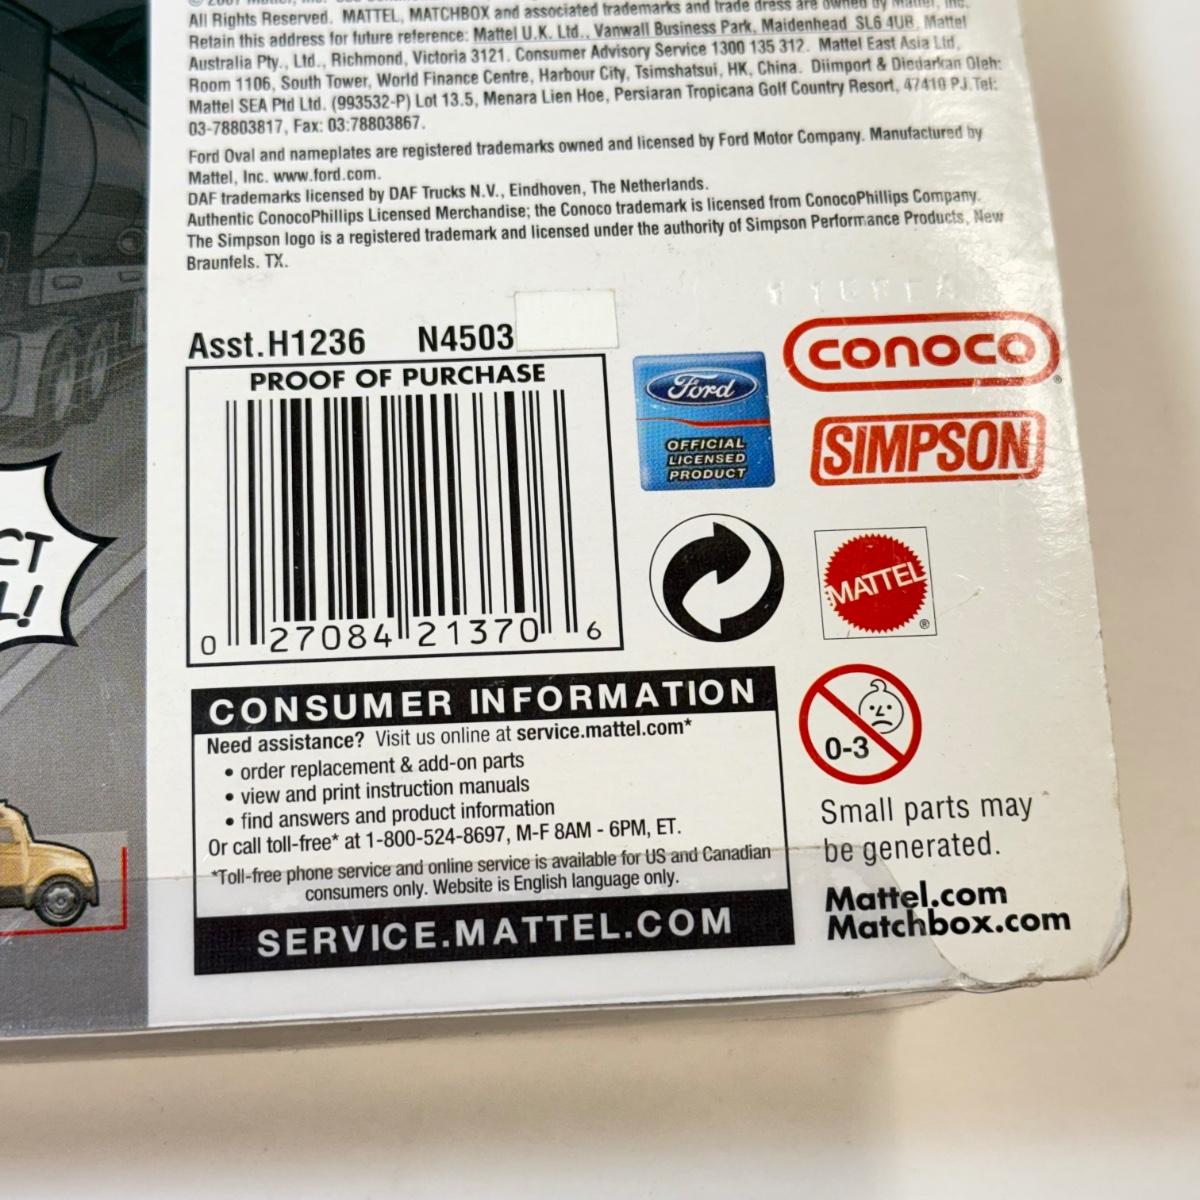 © 2007 Mattel, Inc.
All Rights Reserved. MATTEL, MATCHBOX and associated trademarks and trade dress are owned by Mattel, Inc.
Retain this address for future reference: Mattel U.K. Ltd., Vanwall Business Park, Maidenhead SL6 4UB. Mattel
Australia Pty., Ltd., Richmond, Victoria 3121. Consumer Advisory Service 1300 135 312. Mattel East Asia Ltd,
Room 1106, South Tower, World Finance Centre, Harbour City, Tsimshatsui, HK, China. Diimport & Diedarkan Oleh:
Mattel SEA Ptd Ltd. (993532-P) Lot 13.5, Menara Lien Hoe, Persiaran Tropicana Golf Country Resort, 47410 PJ. Tel:
03-78803817, Fax: 03:78803867.
Ford Oval and nameplates are registered trademarks owned and licensed by Ford Motor Company. Manufactured by
Mattel, Inc. www.ford.com.
DAF trademarks licensed by DAF Trucks N.V., Eindhoven, The Netherlands.
Authentic ConocoPhillips Licensed Merchandise; the Conoco trademark is licensed from ConocoPhillips Company.
The Simpson logo is a registered trademark and licensed under the authority of Simpson Performance Products, New
Braunfels. TX.
Asst.H1236 N4503
PROOF OF PURCHASE
0 27084 21370 6
Ford
OFFICIAL
LICENSED
PRODUCT
CONOCO®
SIMPSON
MATTEL
®
CT
L!
CONSUMER INFORMATION
Need assistance? Visit us online at service.mattel.com*
• order replacement & add-on parts
• view and print instruction manuals
• find answers and product information
Or call toll-free* at 1-800-524-8697, M-F 8AM - 6PM, ET.
*Toll-free phone service and online service is available for US and Canadian
consumers only. Website is English language only.
SERVICE.MATTEL.COM
0-3
Small parts may
be generated.
Mattel.com
Matchbox.com